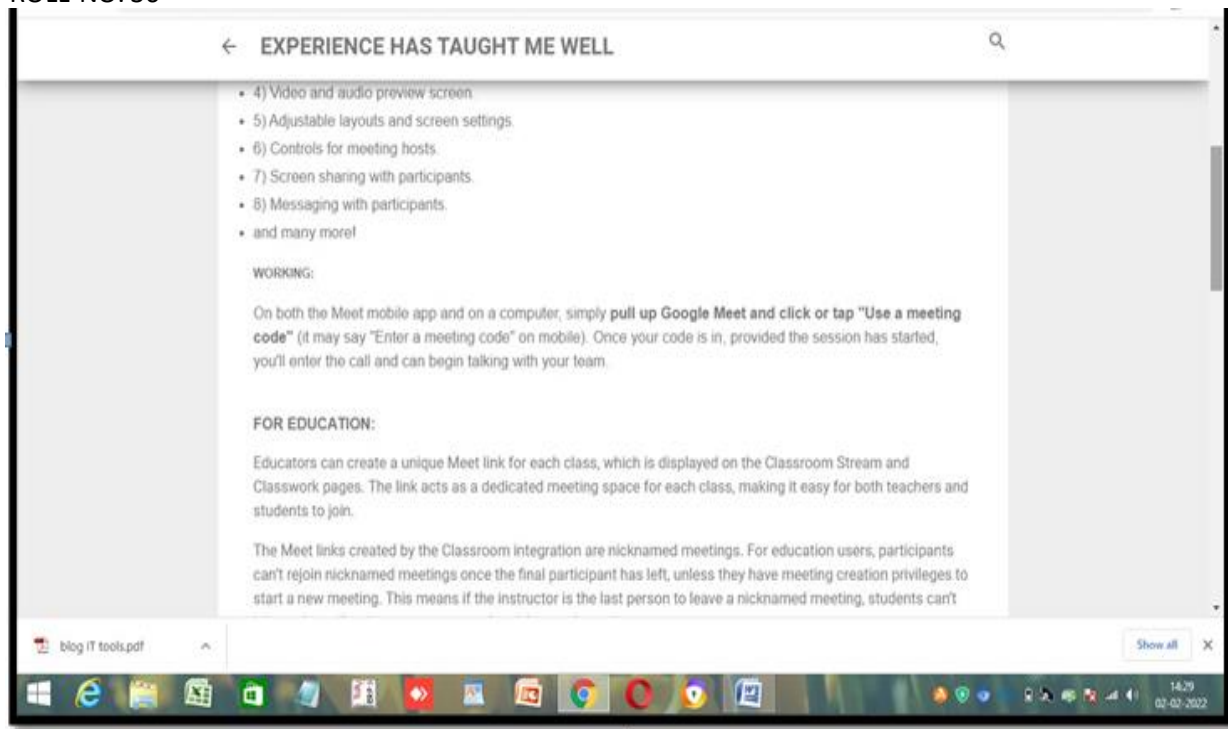 EXPERIENCE HAS TAUGHT ME WELL
• 4) Video and audio preview screen
• 5) Adjustable layouts and screen settings.
• 6) Controls for meeting hosts.
• 7) Screen sharing with participants.
• 8) Messaging with participants.
• and many more!
WORKING:
On both the Meet mobile app and on a computer, simply pull up Google Meet and click or tap "Use a meeting
code" (it may say "Enter a meeting code" on mobile). Once your code is in, provided the session has started,
you'll enter the call and can begin talking with your team.
FOR EDUCATION:
Educators can create a unique Meet link for each class, which is displayed on the Classroom Stream and
Classwork pages. The link acts as a dedicated meeting space for each class, making it easy for both teachers and
students to join.
The Meet links created by the Classroom integration are nicknamed meetings. For education users, participants
can't rejoin nicknamed meetings once the final participant has left, unless they have meeting creation privileges to
start a new meeting. This means if the instructor is the last person to leave a nicknamed meeting, students can't
blog iT tools.pdf
Show all
14:29
02-02-2022